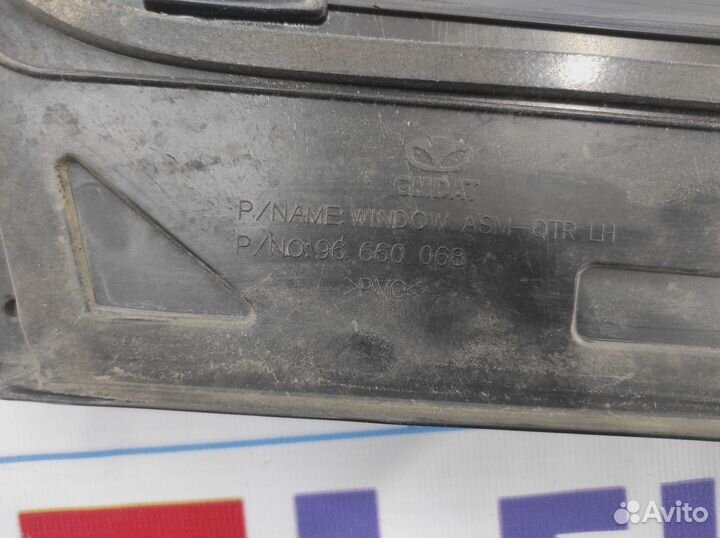 GMDAT
P/NAME:WINDOW ASM-QTR LH
P/NO:96 660 068
>PVC<
Avito